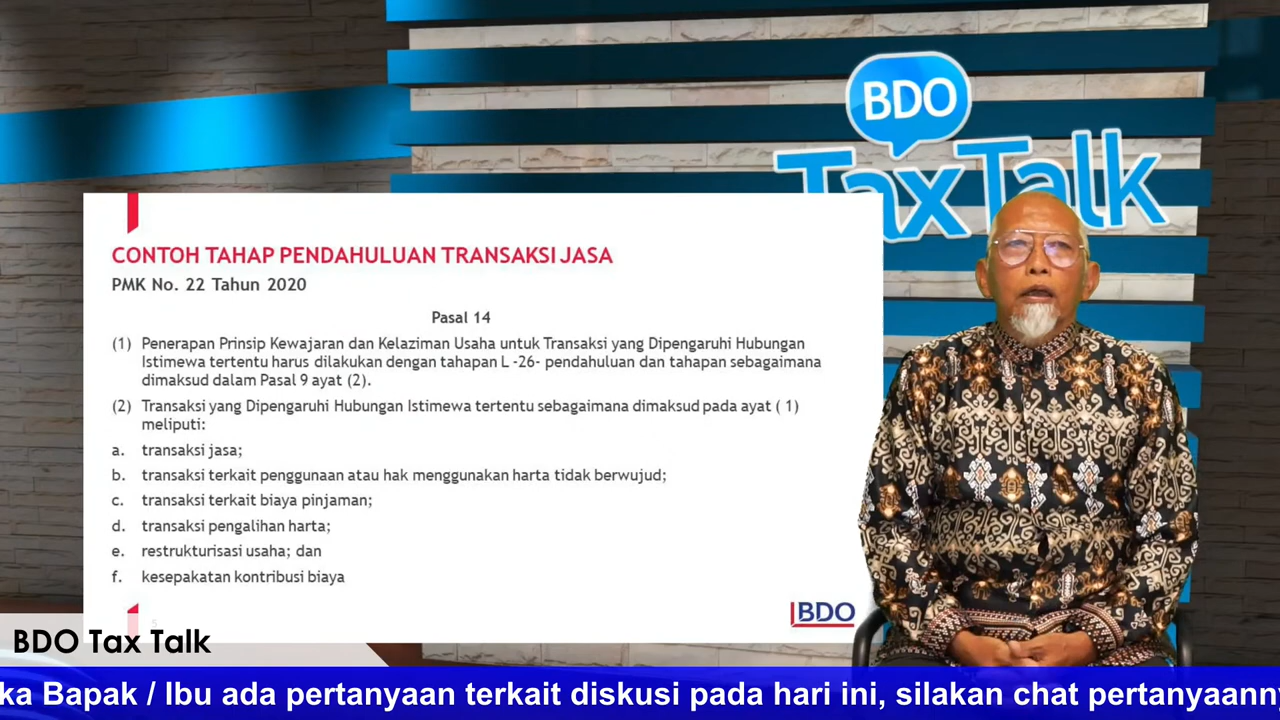 BDO
TaxTalk
CONTOH TAHAP PENDAHULUAN TRANSAKSI JASA
PMK No. 22 Tahun 2020
Pasal 14
(1) Penerapan Prinsip Kewajaran dan Kelaziman Usaha untuk Transaksi yang Dipengaruhi Hubungan
Istimewa tertentu harus dilakukan dengan tahapan L -26- pendahuluan dan tahapan sebagaimana
dimaksud dalam Pasal 9 ayat (2).
(2) Transaksi yang Dipengaruhi Hubungan Istimewa tertentu sebagaimana dimaksud pada ayat ( 1)
meliputi:
a. transaksi jasa;
b. transaksi terkait penggunaan atau hak menggunakan harta tidak berwujud;
c. transaksi terkait biaya pinjaman;
d. transaksi pengalihan harta;
e. restrukturisasi usaha; dan
f. kesepakatan kontribusi biaya
5
BDO
BDO Tax Talk
ka Bapak / Ibu ada pertanyaan terkait diskusi pada hari ini, silakan chat pertanyaann